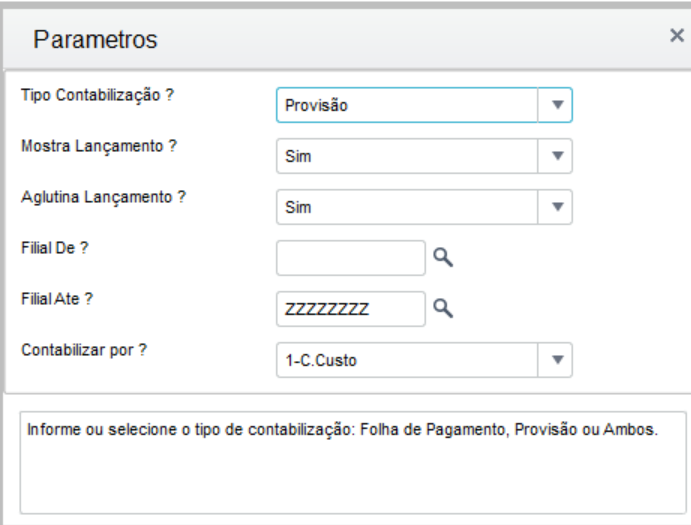 Parametros
Tipo Contabilização ?
Provisão
Mostra Lançamento ?
Sim
Aglutina Lançamento ?
Sim
Filial De ?
Filial Ate ?
ZZZZZZZZ
Contabilizar por ?
1-C.Custo
Informe ou selecione o tipo de contabilização: Folha de Pagamento, Provisão ou Ambos.